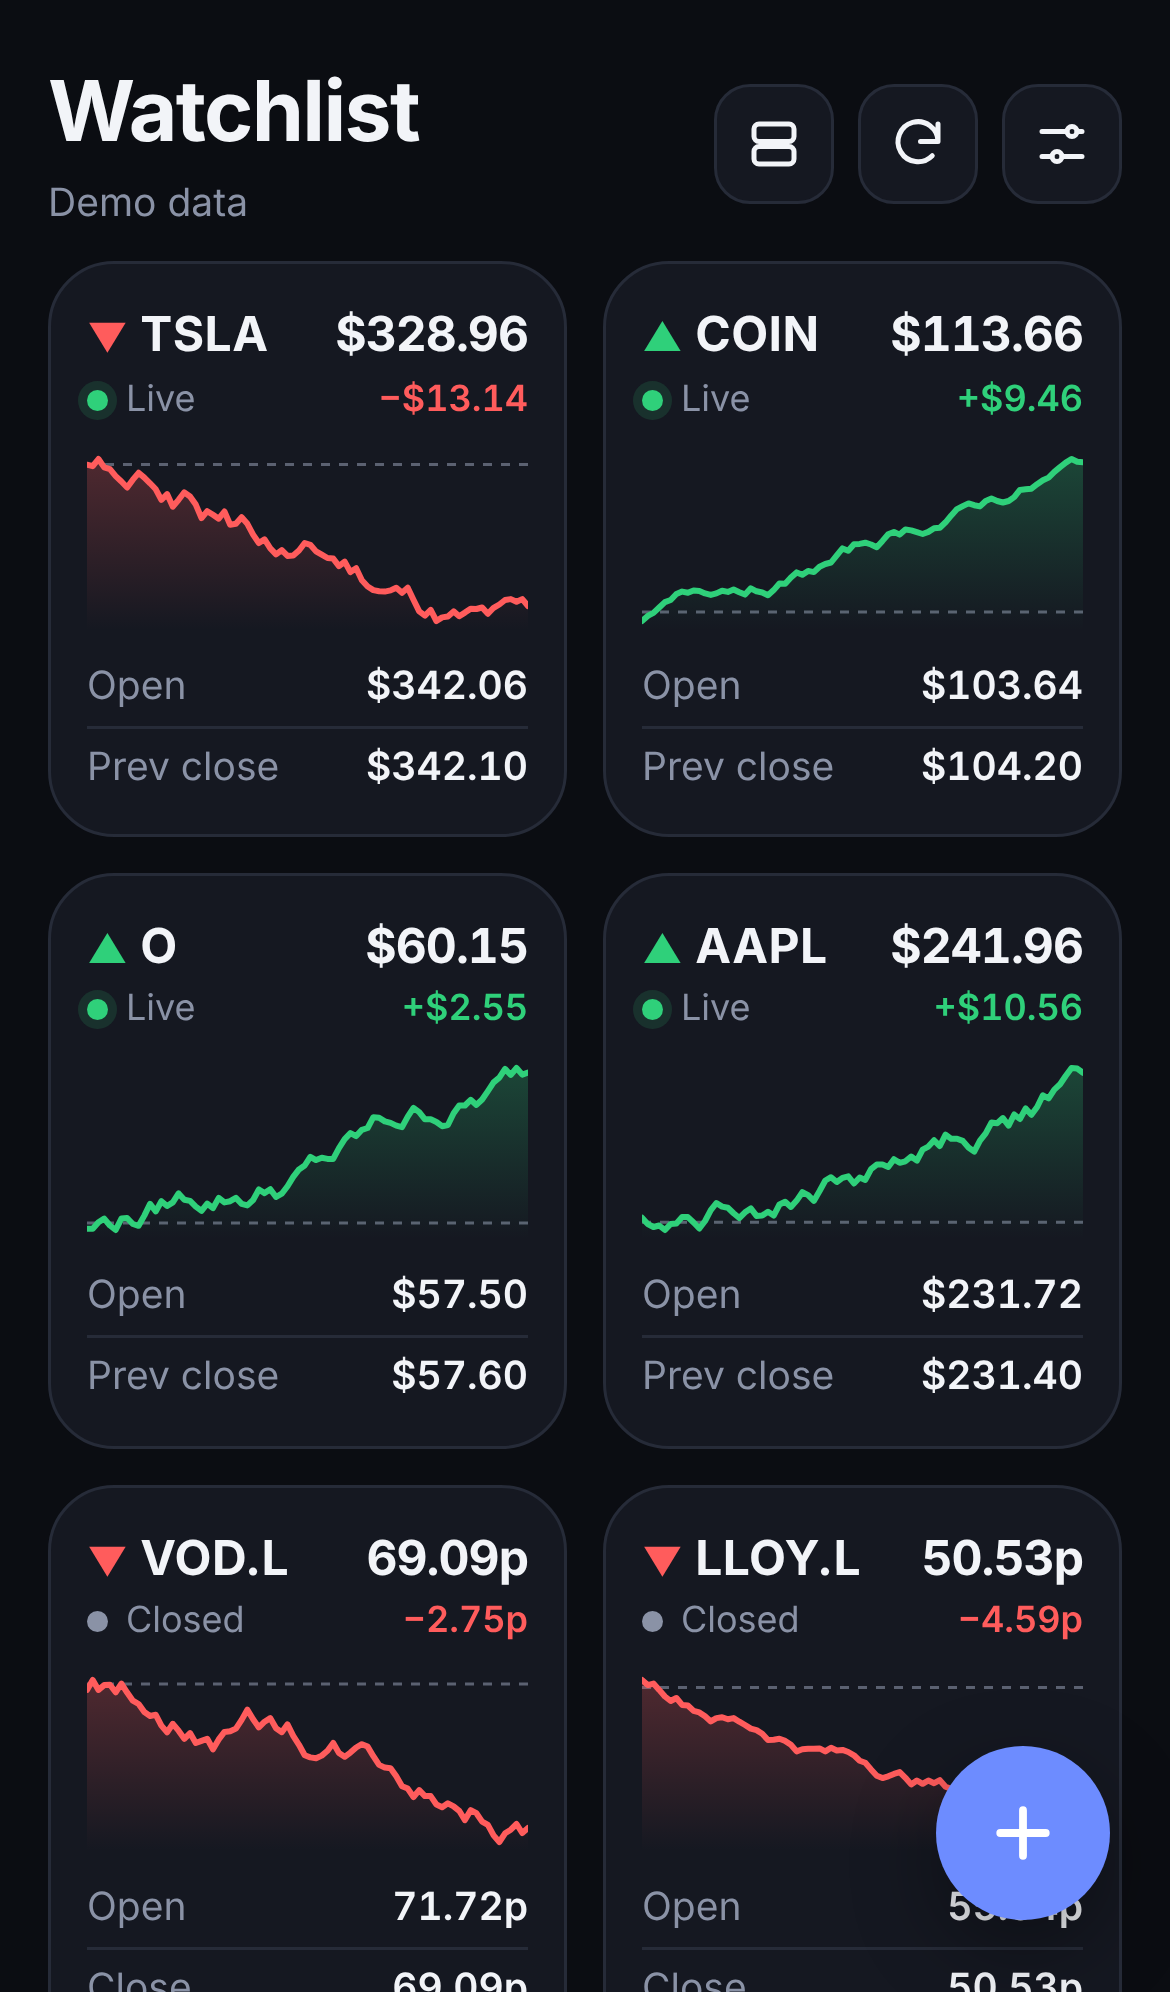 Watchlist
Demo data
TSLA $328.96
Live −$13.14
Open $342.06
Prev close $342.10
COIN $113.66
Live +$9.46
Open $103.64
Prev close $104.20
O $60.15
Live +$2.55
Open $57.50
Prev close $57.60
AAPL $241.96
Live +$10.56
Open $231.72
Prev close $231.40
VOD.L 69.09p
Closed −2.75p
Open 71.72p
Close 69.09p
LLOY.L 50.53p
Closed −4.59p
Open
Close 50.53p